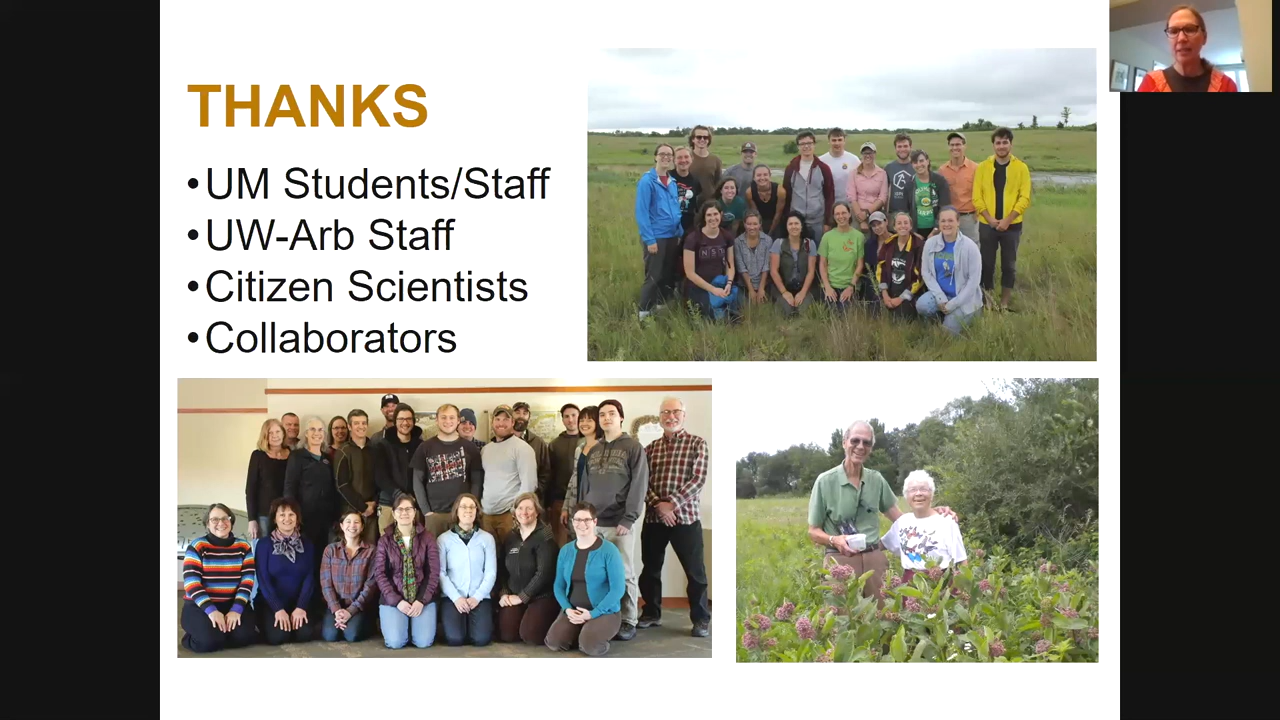 THANKS
•UM Students/Staff
•UW-Arb Staff
•Citizen Scientists
•Collaborators